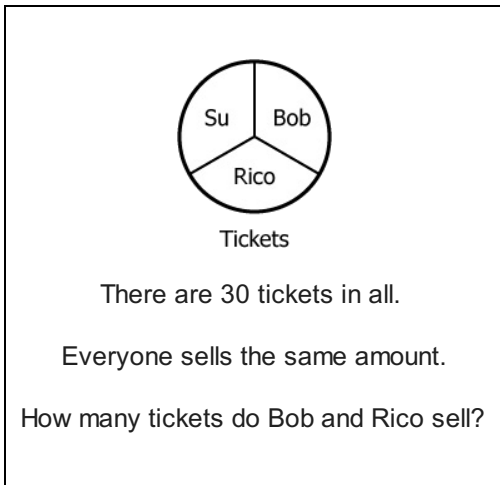 Su Bob
Rico
Tickets
There are 30 tickets in all.
Everyone sells the same amount.
How many tickets do Bob and Rico sell?